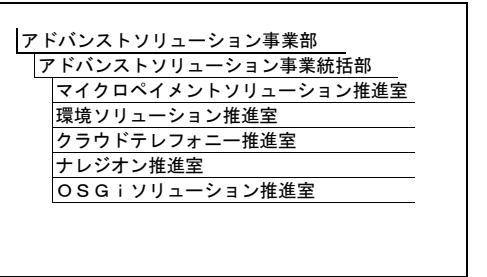 アドバンストソリューション事業部
アドバンストソリューション事業統括部
マイクロペイメントソリューション推進室
環境ソリューション推進室
クラウドテレフォニー推進室
ナレジオン推進室
ＯＳＧｉソリューション推進室